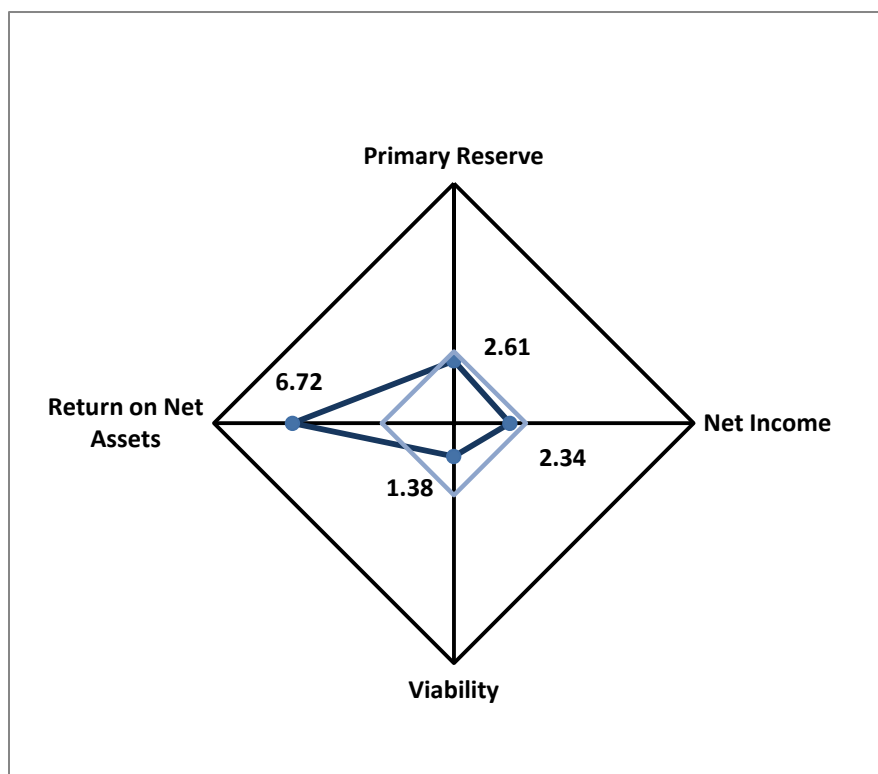 Primary Reserve
2.61
6.72
Return on Net
Assets
Net Income
2.34
1.38
Viability